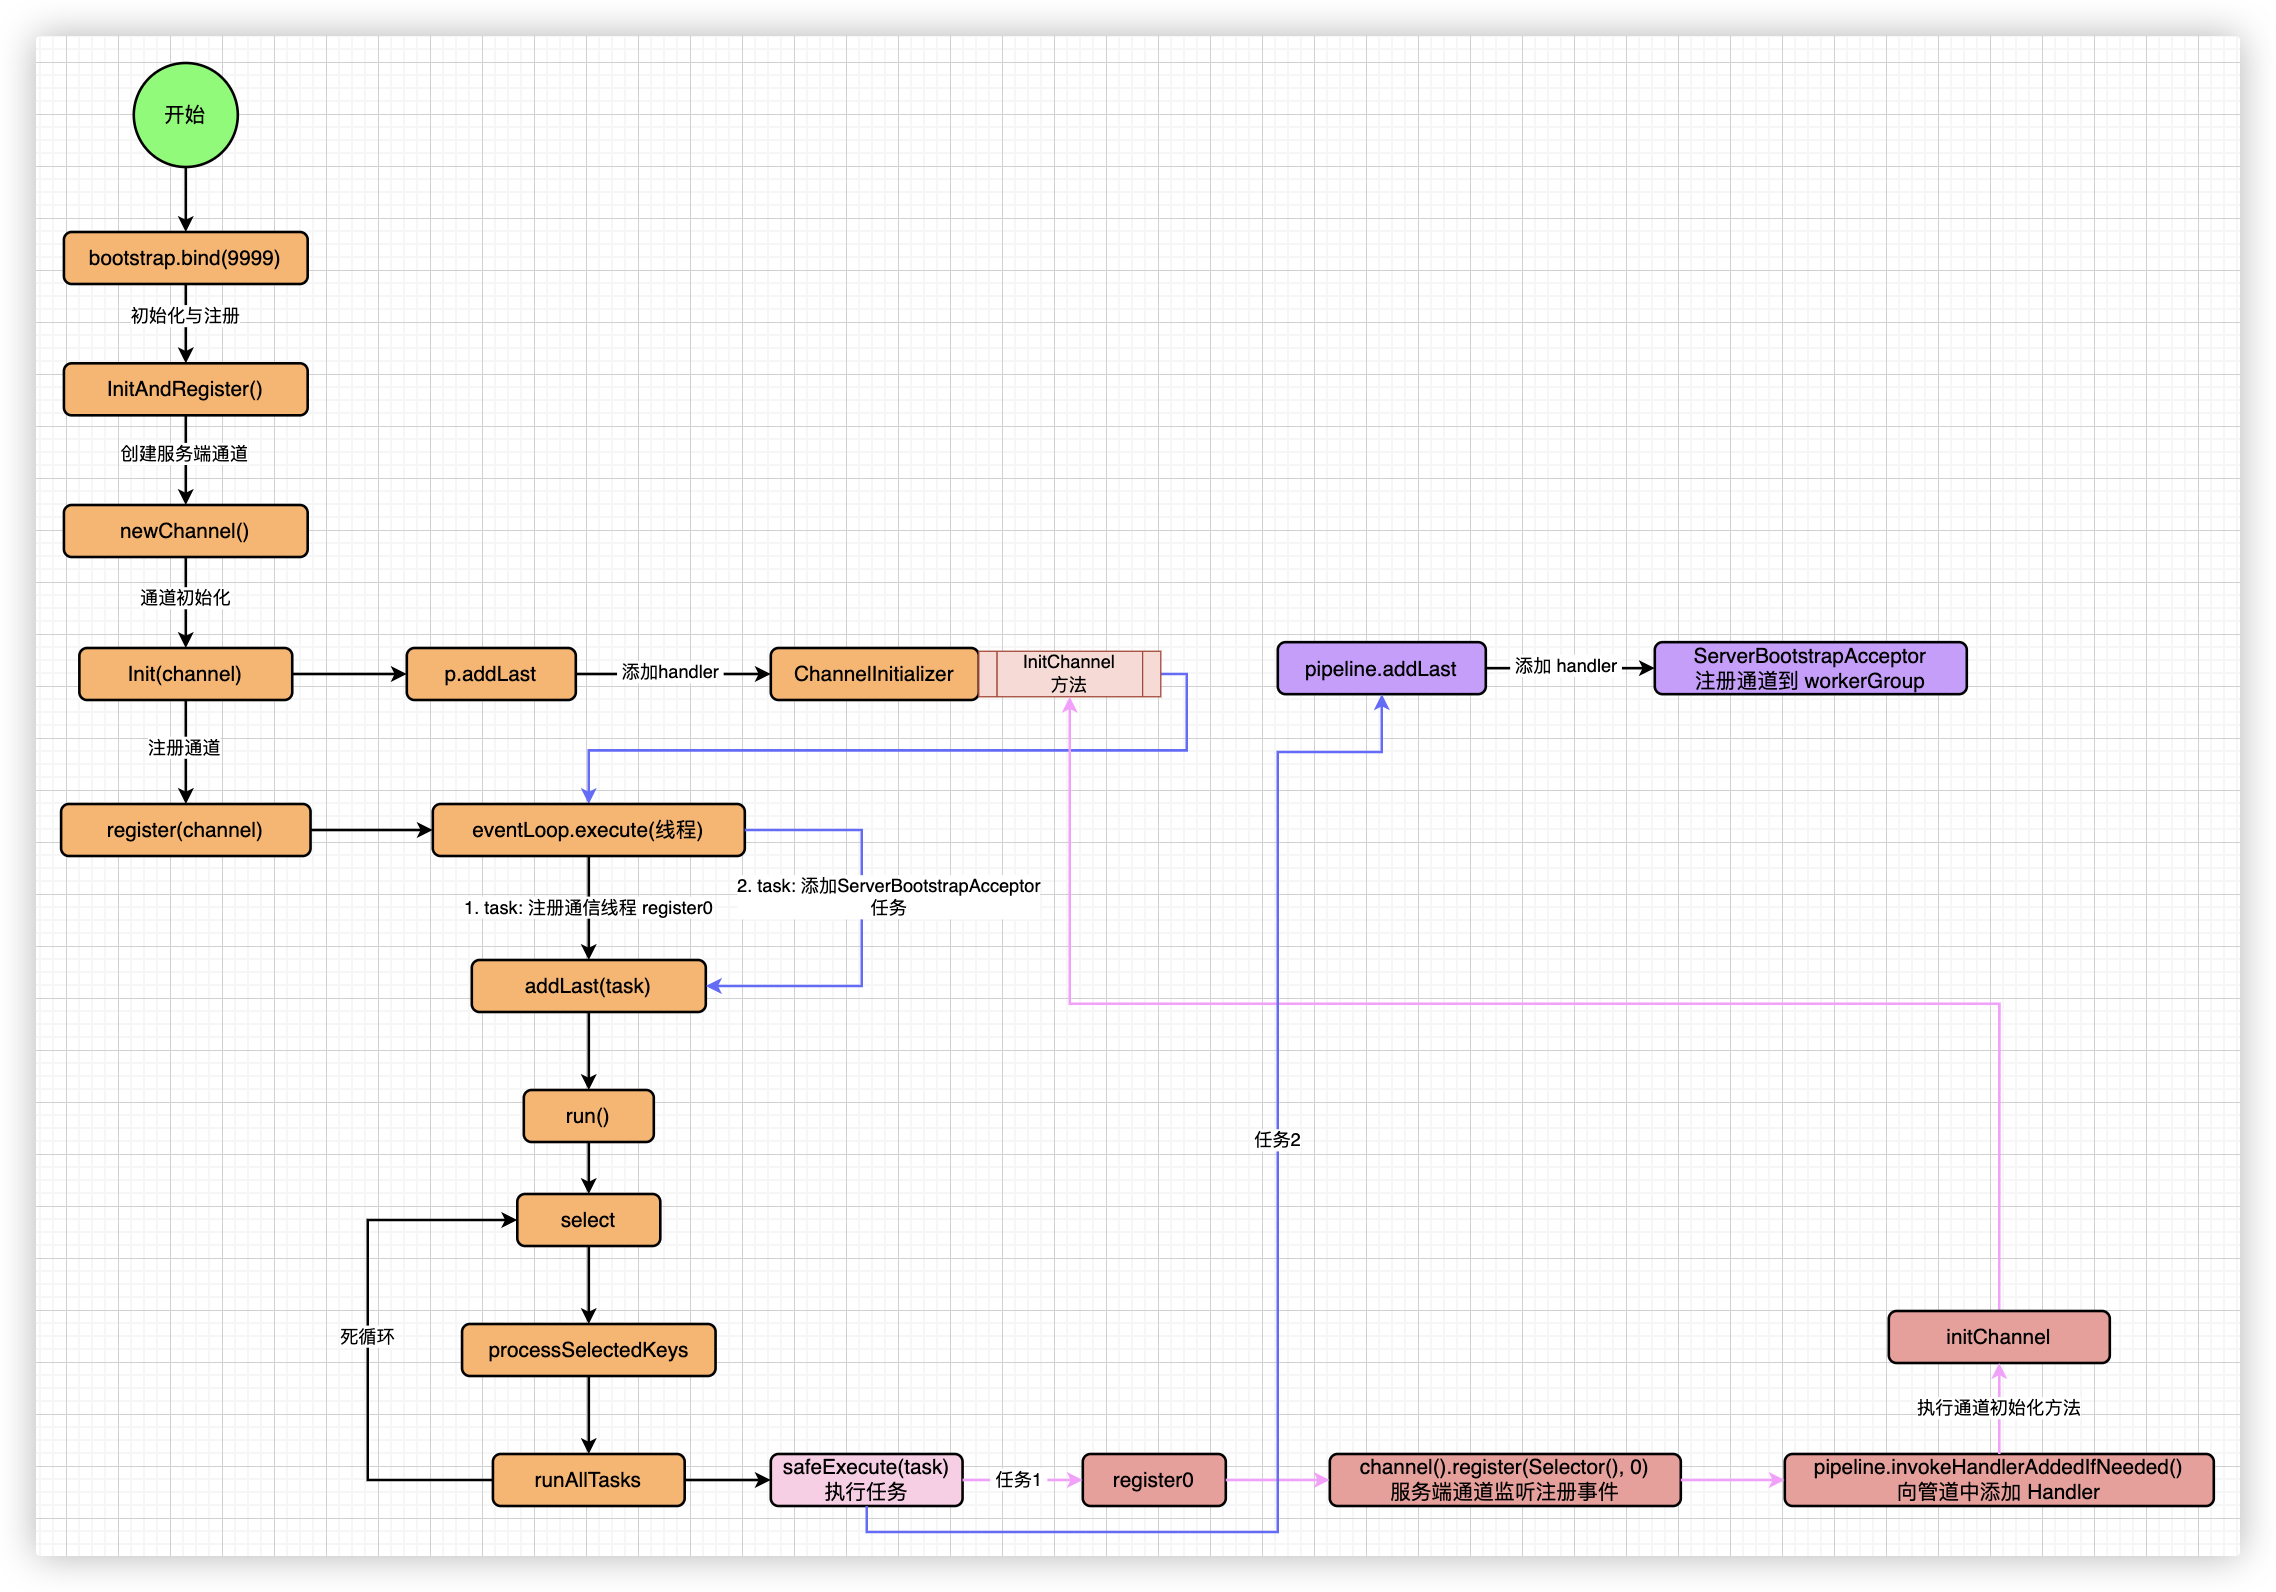 开始
bootstrap.bind(9999)
初始化与注册
InitAndRegister()
创建服务端通道
newChannel()
通道初始化
Init(channel)
p.addLast
添加handler
ChannelInitializer
InitChannel
方法
pipeline.addLast
添加 handler
ServerBootstrapAcceptor
注册通道到 workerGroup
注册通道
register(channel)
eventLoop.execute(线程)
1. task: 注册通信线程 register0
2. task: 添加ServerBootstrapAcceptor
任务
addLast(task)
run()
任务2
select
死循环
processSelectedKeys
initChannel
执行通道初始化方法
runAllTasks
safeExecute(task)
执行任务
任务1
register0
channel().register(Selector(), 0)
服务端通道监听注册事件
pipeline.invokeHandlerAddedIfNeeded()
向管道中添加 Handler